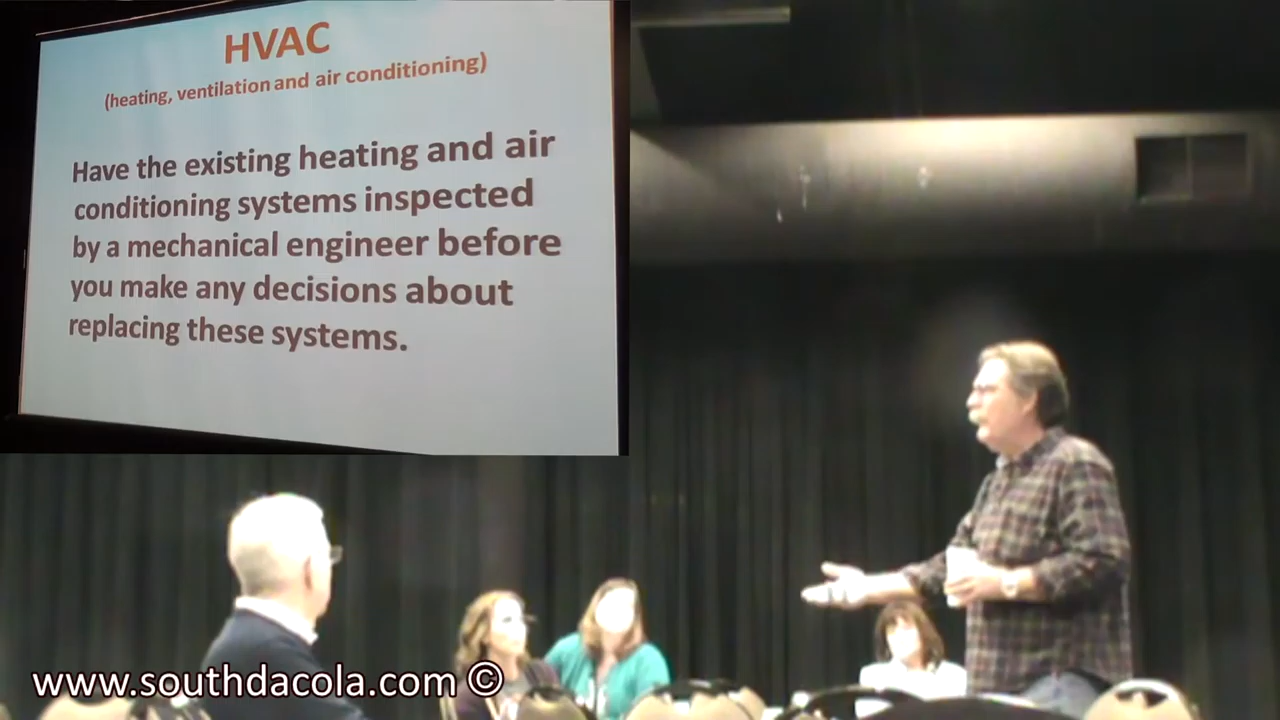 HVAC
(heating, ventilation and air conditioning)
Have the existing heating and air
conditioning systems inspected
by a mechanical engineer before
you make any decisions about
replacing these systems.
www.southdacola.com ©